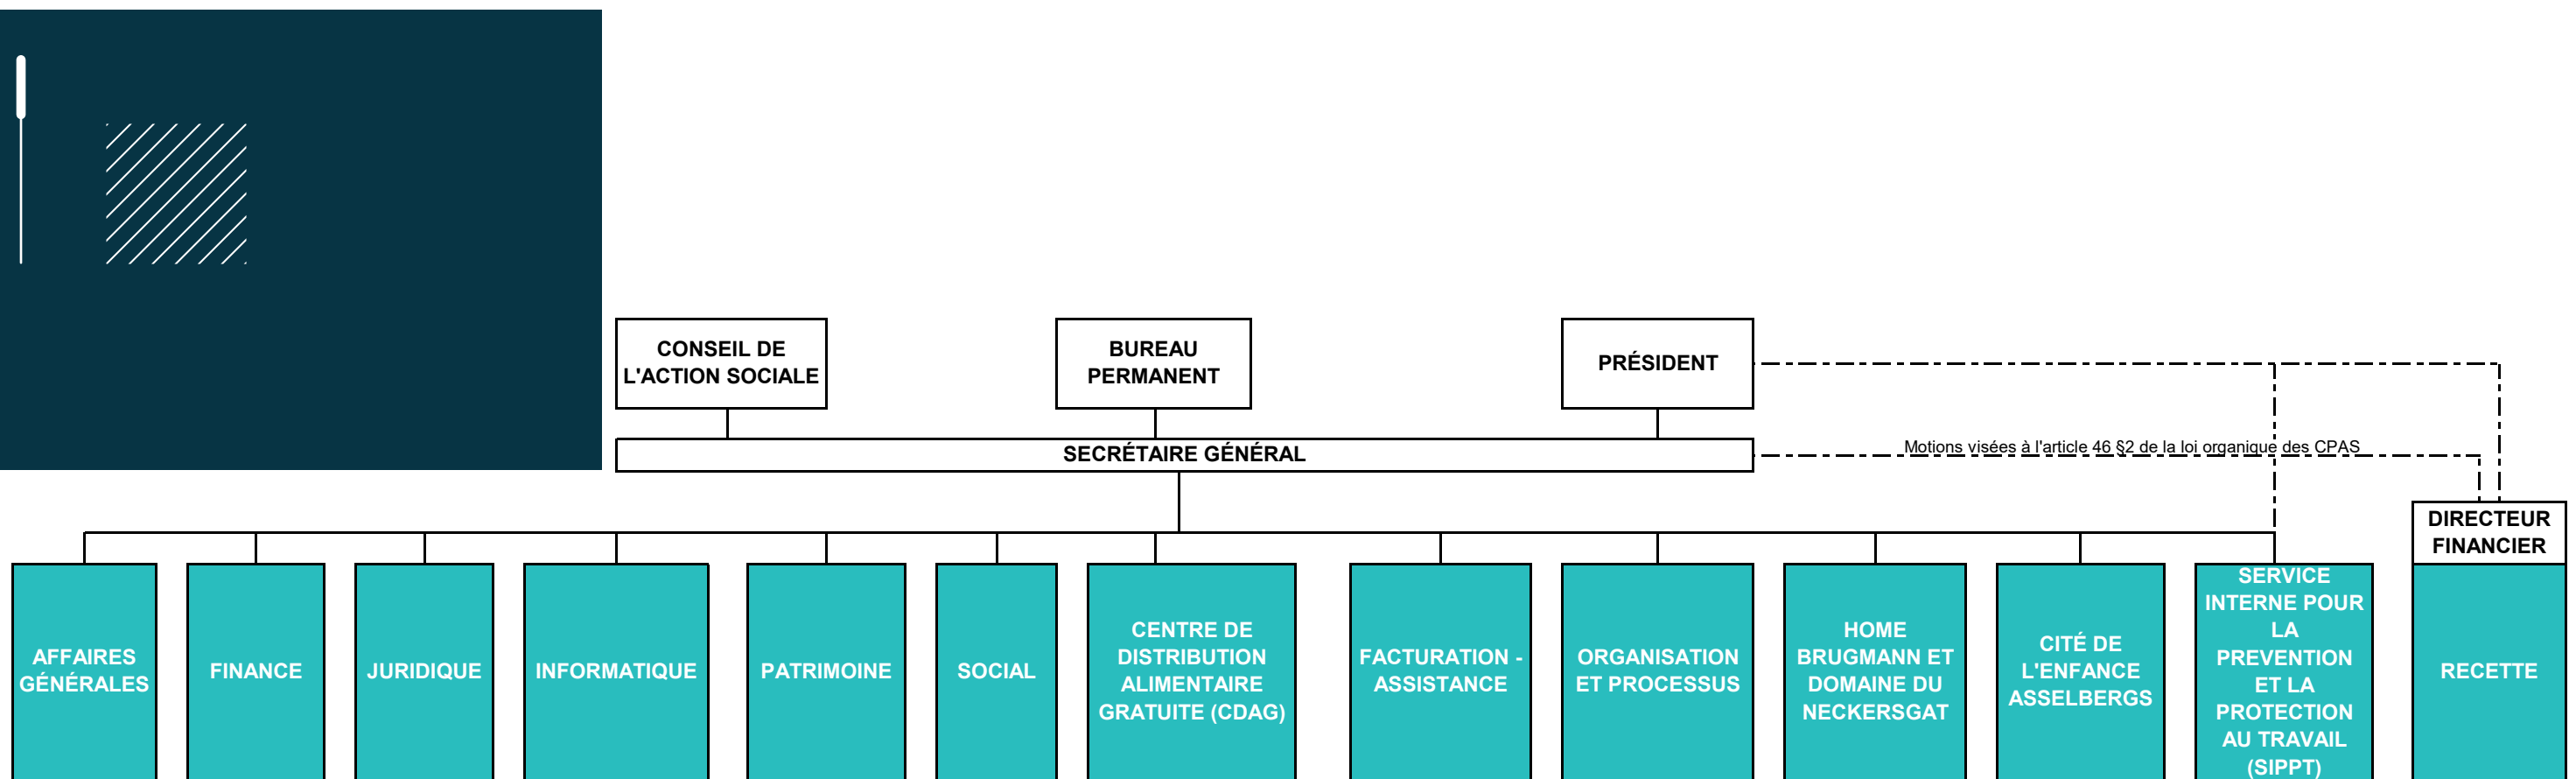 CONSEIL DE
L'ACTION SOCIALE
BUREAU
PERMANENT
PRÉSIDENT
SECRÉTAIRE GÉNÉRAL
Motions visées à l'article 46 §2 de la loi organique des CPAS
DIRECTEUR
FINANCIER
AFFAIRES
GÉNÉRALES
FINANCE
JURIDIQUE
INFORMATIQUE
PATRIMOINE
SOCIAL
CENTRE DE
DISTRIBUTION
ALIMENTAIRE
GRATUITE (CDAG)
FACTURATION -
ASSISTANCE
ORGANISATION
ET PROCESSUS
HOME
BRUGMANN ET
DOMAINE DU
NECKERSGAT
CITÉ DE
L'ENFANCE
ASSELBERGS
SERVICE
INTERNE POUR
LA
PREVENTION
ET LA
PROTECTION
AU TRAVAIL
(SIPPT)
RECETTE